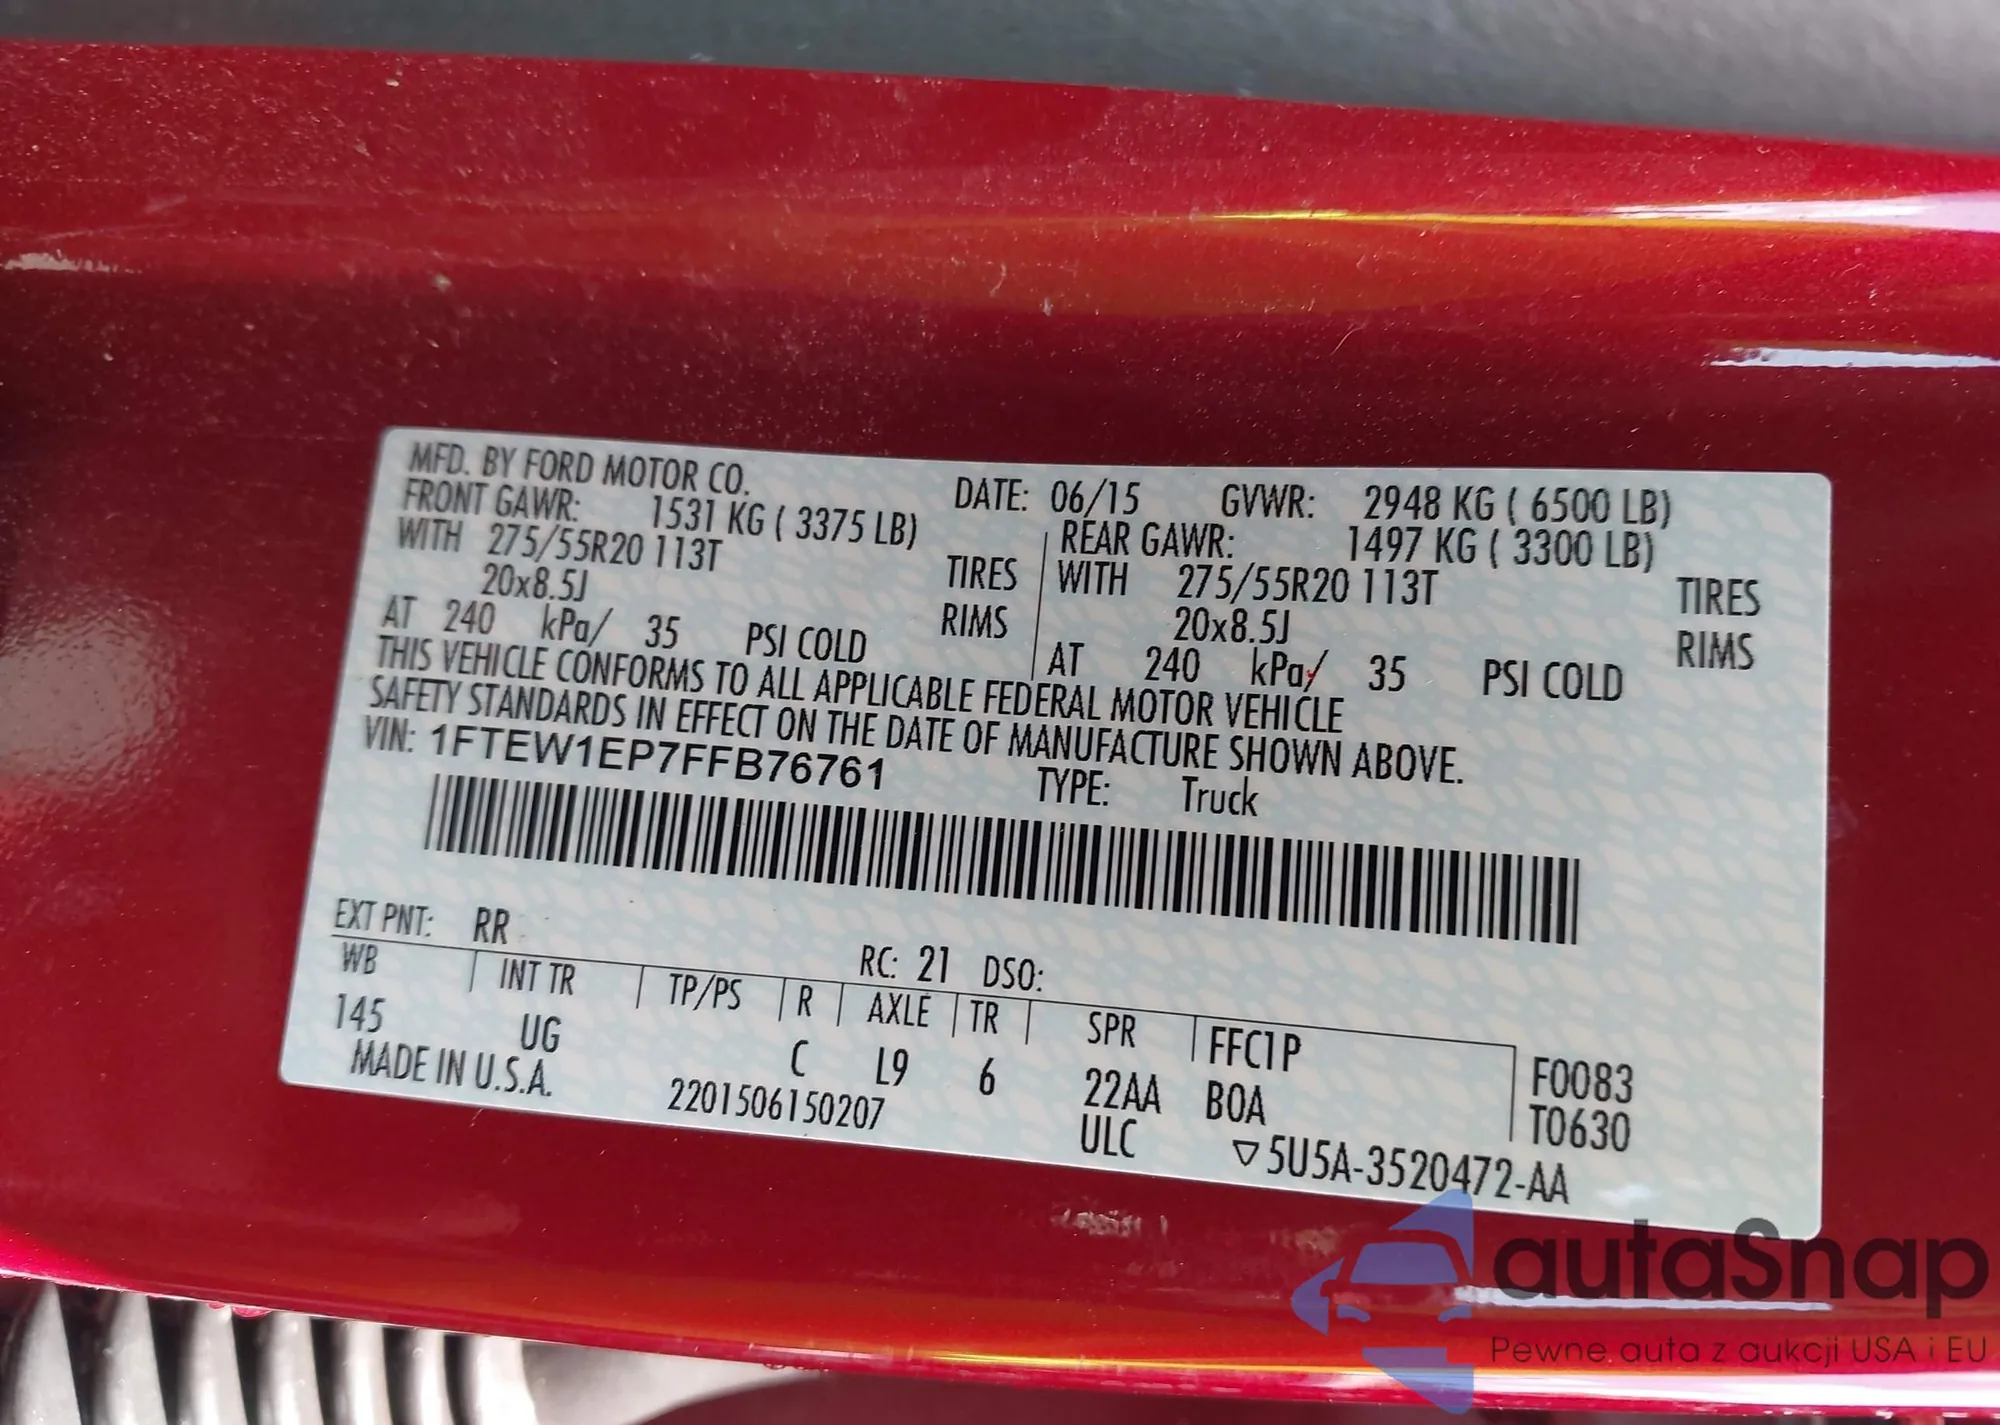 MFD. BY FORD MOTOR CO.
DATE: 06/15 GVWR: 2948 KG ( 6500 LB)
FRONT GAWR: 1531 KG ( 3375 LB)
REAR GAWR: 1497 KG ( 3300 LB)
WITH 275/55R20 113T TIRES
WITH 275/55R20 113T TIRES
20x8.5J RIMS
20x8.5J RIMS
AT 240 kPa/ 35 PSI COLD
AT 240 kPa/ 35 PSI COLD
THIS VEHICLE CONFORMS TO ALL APPLICABLE FEDERAL MOTOR VEHICLE
SAFETY STANDARDS IN EFFECT ON THE DATE OF MANUFACTURE SHOWN ABOVE.
VIN: 1FTEW1EP7FFB76761
TYPE: Truck
EXT PNT: RR RC: 21 DSO:
WB INT TR TP/PS R AXLE TR SPR FFC1P F0083
145 UG C L9 6 22AA BOA T0630
MADE IN U.S.A. 2201506150207 ULC ▽5U5A-3520472-AA
autaSnap
Pewne auta z aukcji USA i EU